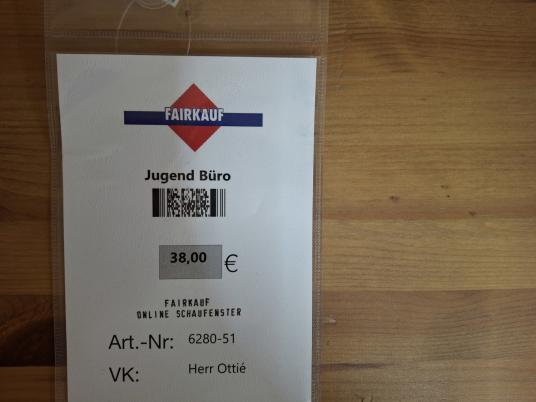 FAIRKAUF
Jugend Büro
38,00 €
FAIRKAUF
ONLINE SCHAUFENSTER
Art.-Nr: 6280-51
VK: Herr Ottié